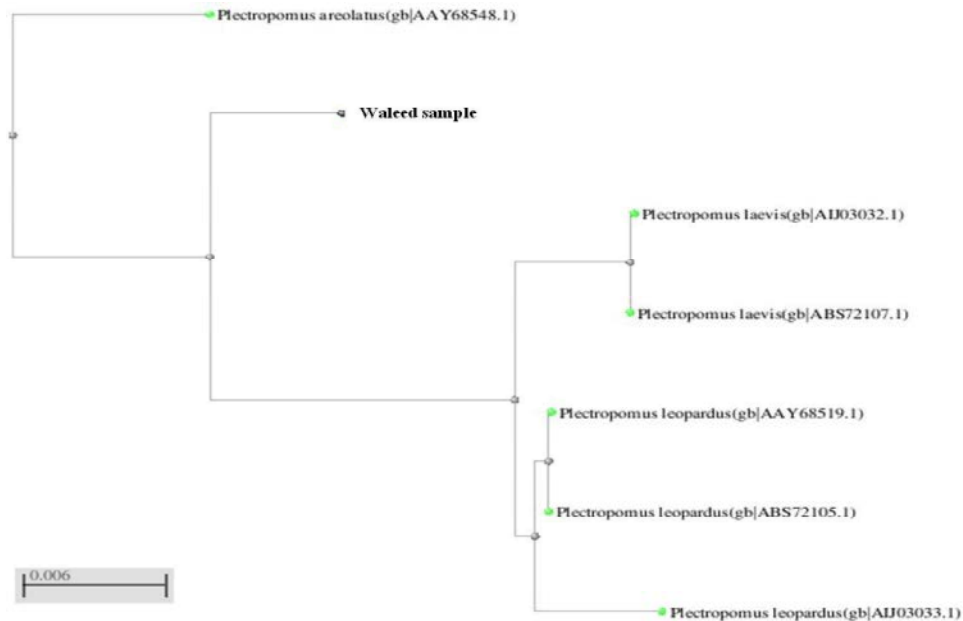 Plectropomus areolatus(gb|AAY68548.1)
Waleed sample
Plectropomus laevis(gb|AIJ03032.1)
Plectropomus laevis(gb|ABS72107.1)
Plectropomus leopardus(gb|AAY68519.1)
Plectropomus leopardus(gb|ABS72105.1)
0.006
Plectropomus leopardus(gb|AIJ03033.1)